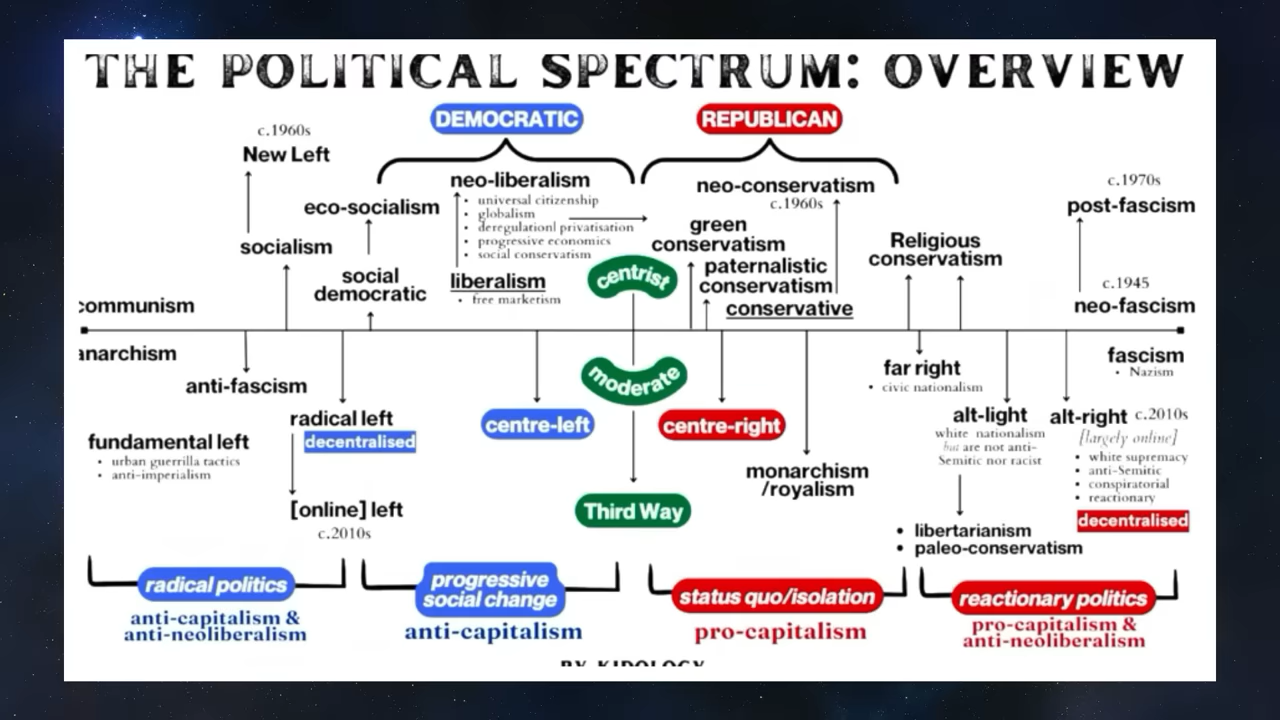 THE POLITICAL SPECTRUM: OVERVIEW
DEMOCRATIC
REPUBLICAN
c.1960s
New Left
neo-liberalism
• universal citizenship
• globalism
• deregulationl privatisation
• progressive economics
• social conservatism
neo-conservatism
c.1960s
c.1970s
post-fascism
eco-socialism
green
conservatism
socialism
Religious
conservatism
social
democratic
liberalism
• free marketism
centrist
paternalistic
conservatism
conservative
c.1945
neo-fascism
communism
anarchism
anti-fascism
moderate
far right
• civic nationalism
fascism
• Nazism
radical left
decentralised
centre-left
centre-right
alt-light
white nationalism
but are not anti-
Semitic nor racist
alt-right c.2010s
[largely online]
• white supremacy
• anti-Semitic
• conspiratorial
• reactionary
decentralised
fundamental left
• urban guerrilla tactics
• anti-imperialism
monarchism
/royalism
[online] left
c.2010s
Third Way
• libertarianism
• paleo-conservatism
radical politics
anti-capitalism &
anti-neoliberalism
progressive
social change
anti-capitalism
status quo/isolation
pro-capitalism
reactionary politics
pro-capitalism &
anti-neoliberalism
BY KIDOLOGY